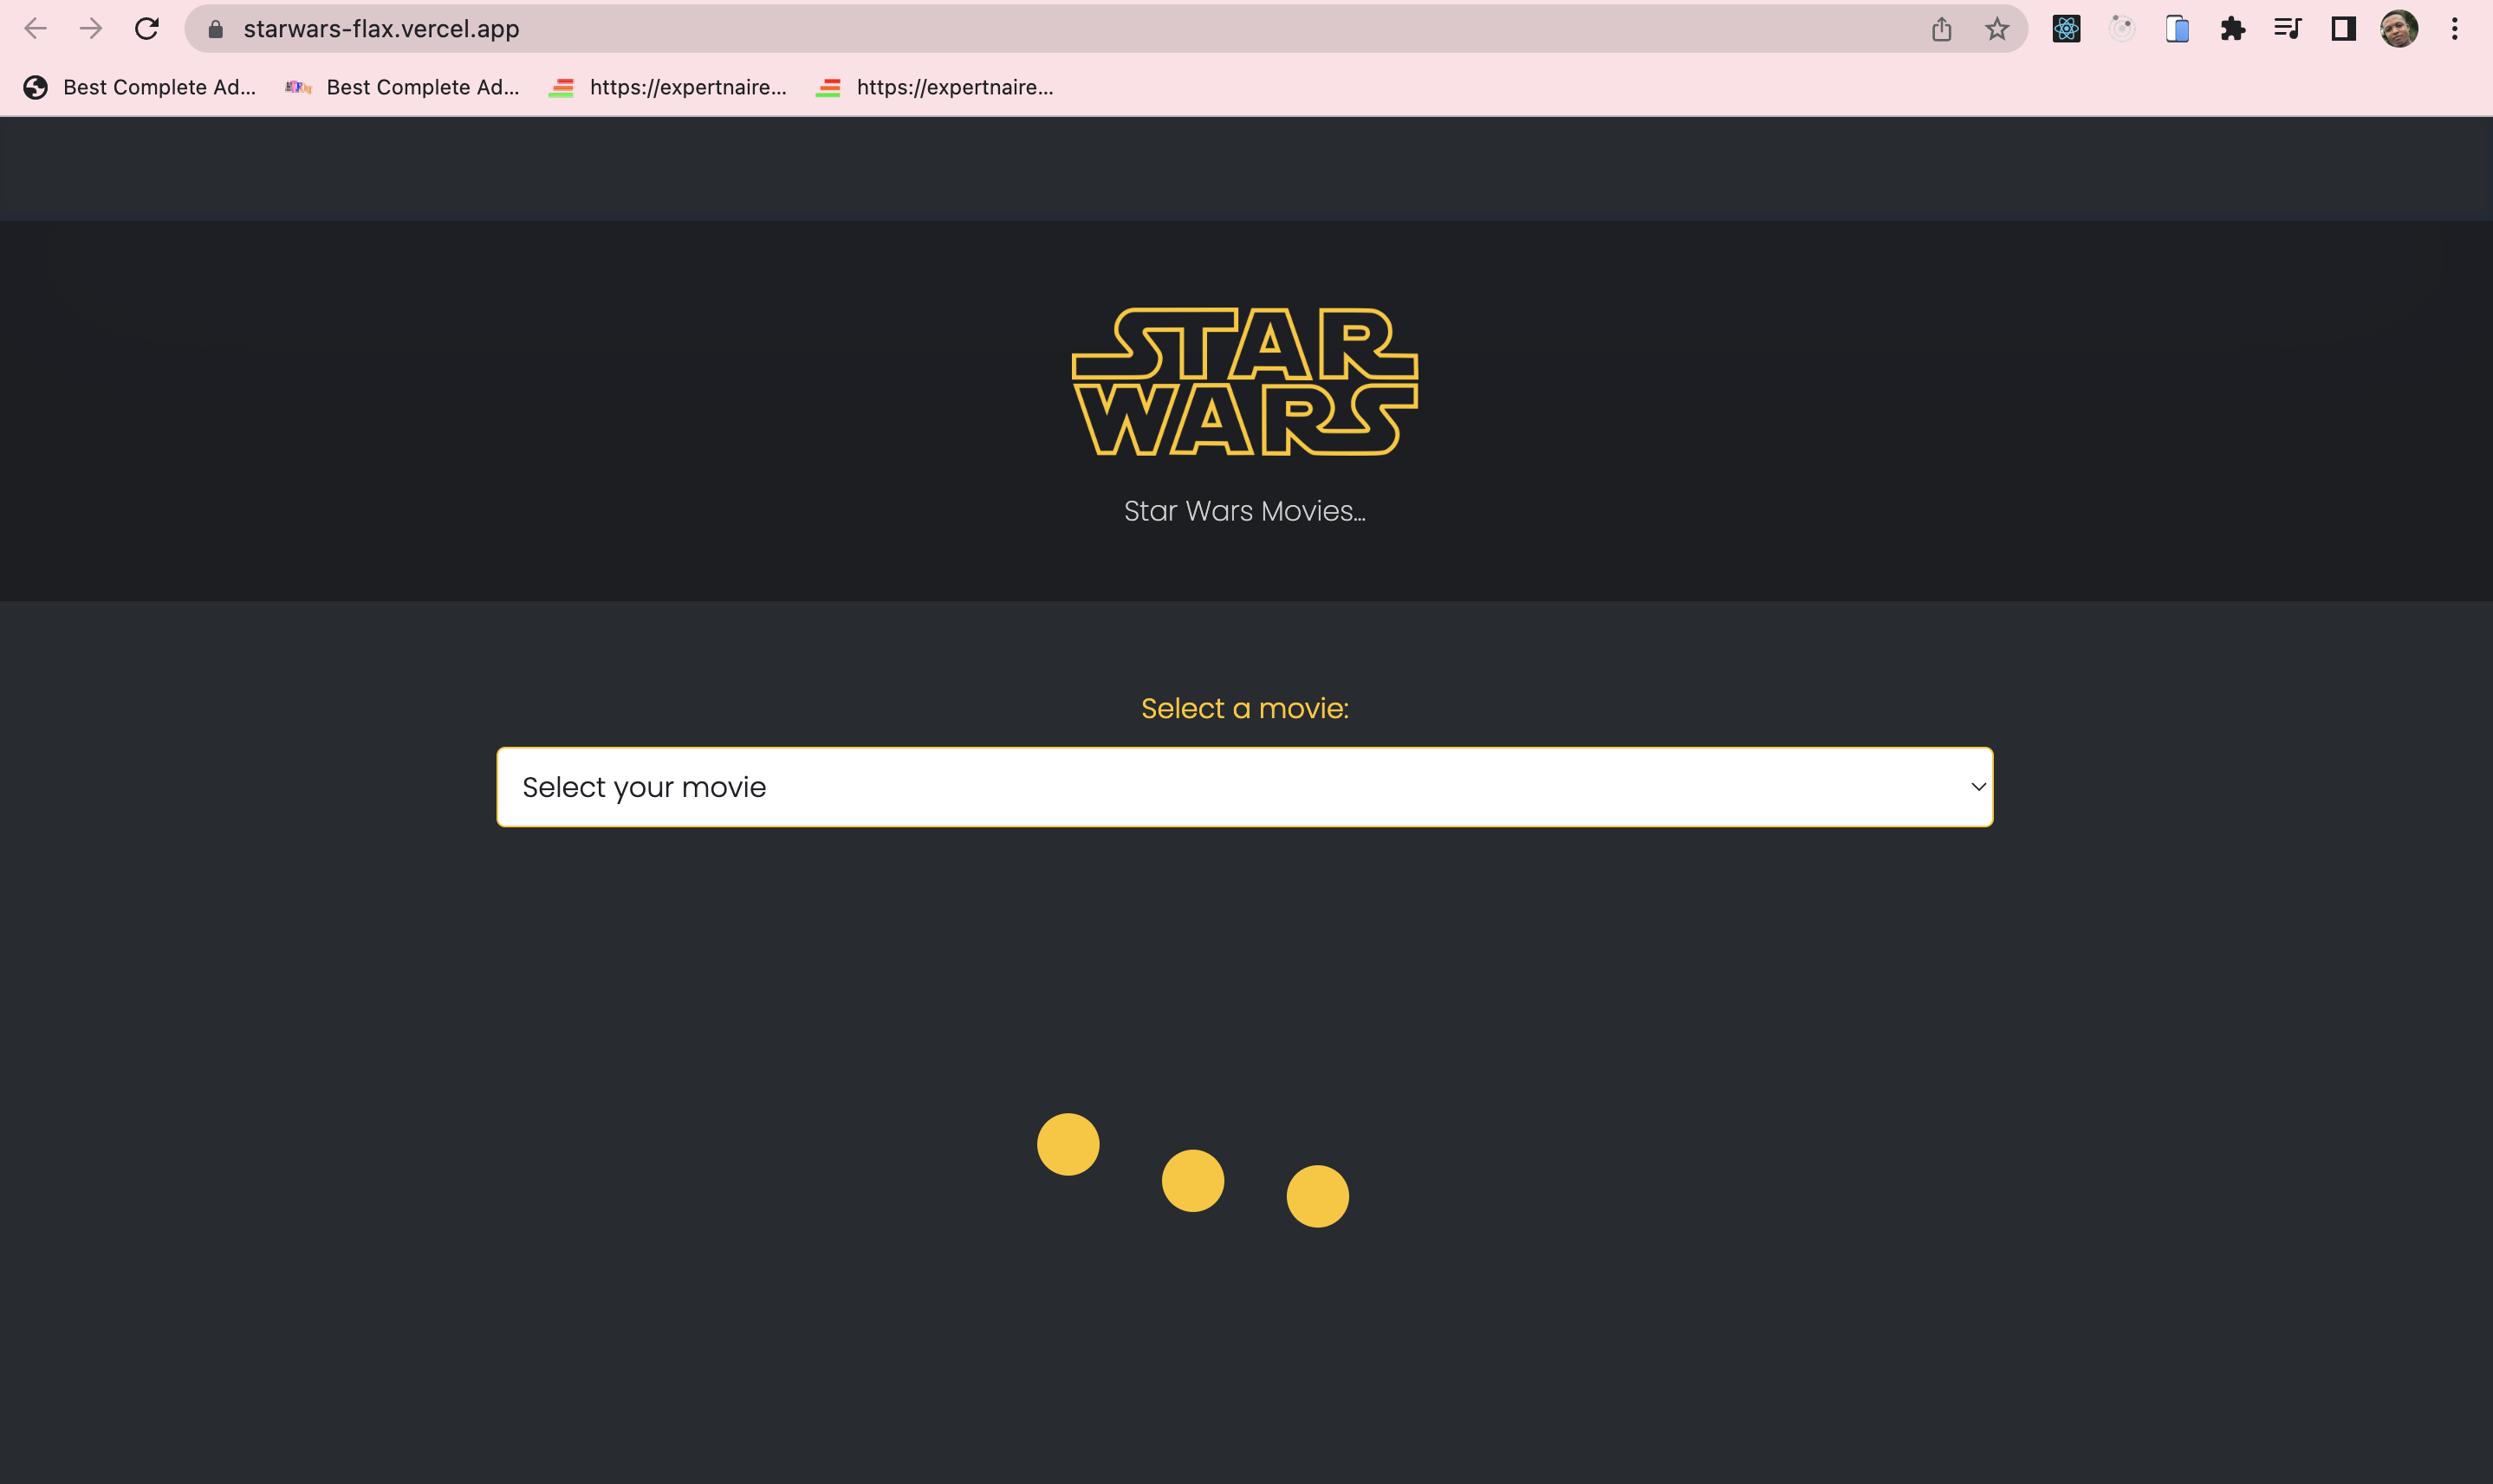 starwars-flax.vercel.app
Best Complete Ad... Best Complete Ad... https://expertnaire... https://expertnaire...
STAR
WARS
Star Wars Movies...
Select a movie:
Select your movie